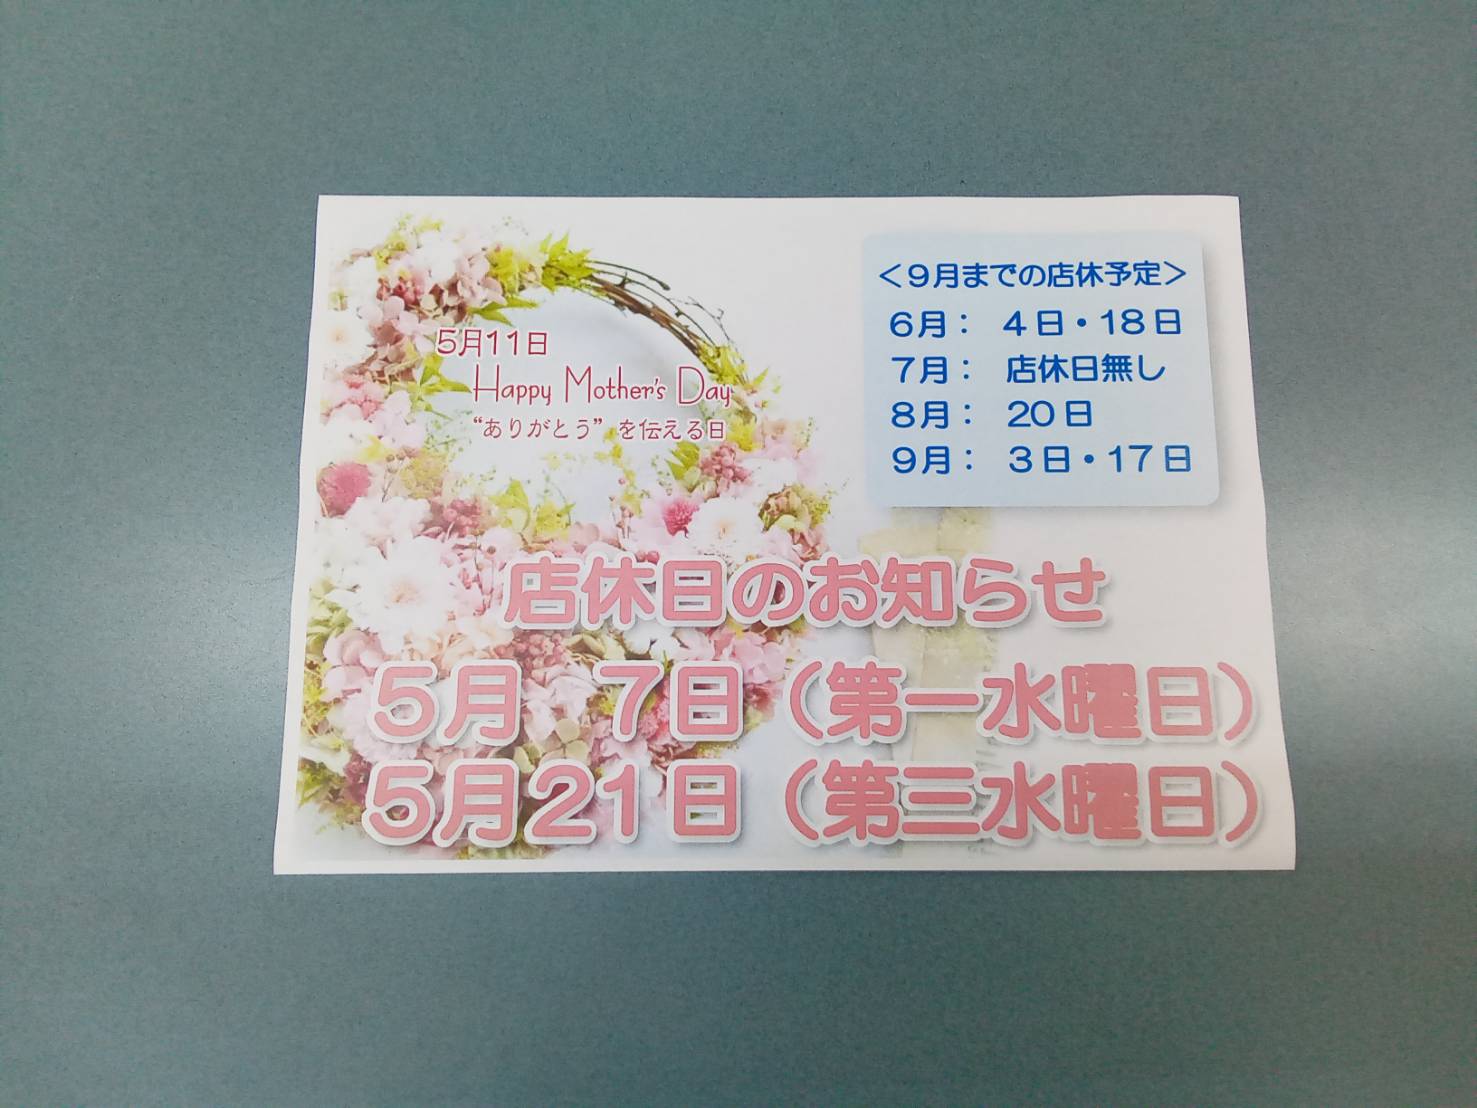 5月11日
Happy Mother's Day
“ありがとう”を伝える日
＜9月までの店休予定＞
6月： 4日・18日
7月： 店休日無し
8月： 20日
9月： 3日・17日
店休日のお知らせ
5月 7日（第一水曜日）
5月21日（第三水曜日）